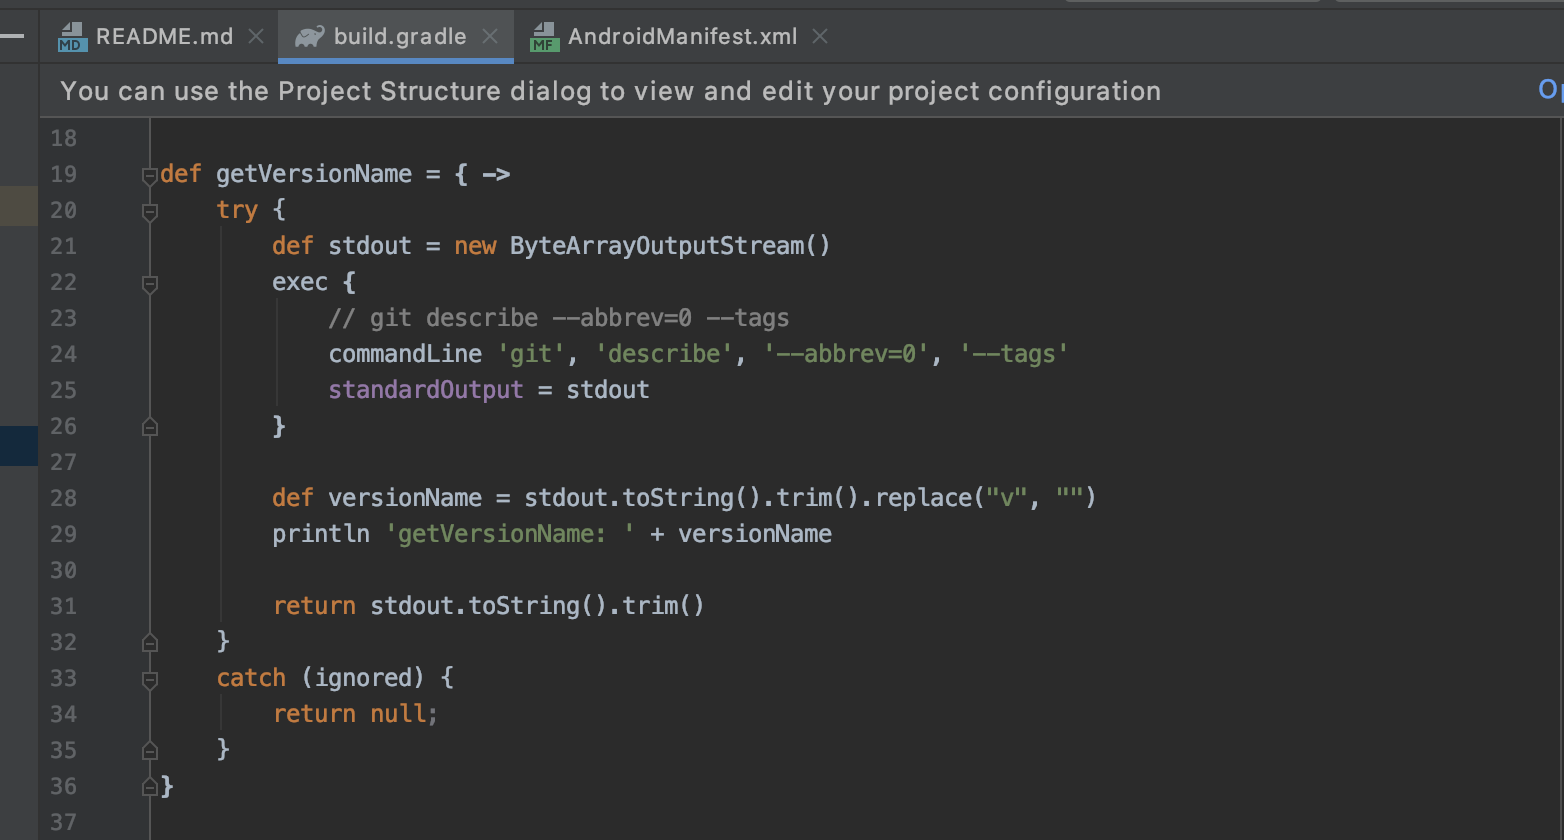 README.md build.gradle AndroidManifest.xml
You can use the Project Structure dialog to view and edit your project configuration
18
19 def getVersionName = { ->
20 try {
21 def stdout = new ByteArrayOutputStream()
22 exec {
23 // git describe --abbrev=0 --tags
24 commandLine 'git', 'describe', '--abbrev=0', '--tags'
25 standardOutput = stdout
26 }
27
28 def versionName = stdout.toString().trim().replace("v", "")
29 println 'getVersionName: ' + versionName
30
31 return stdout.toString().trim()
32 }
33 catch (ignored) {
34 return null;
35 }
36 }
37